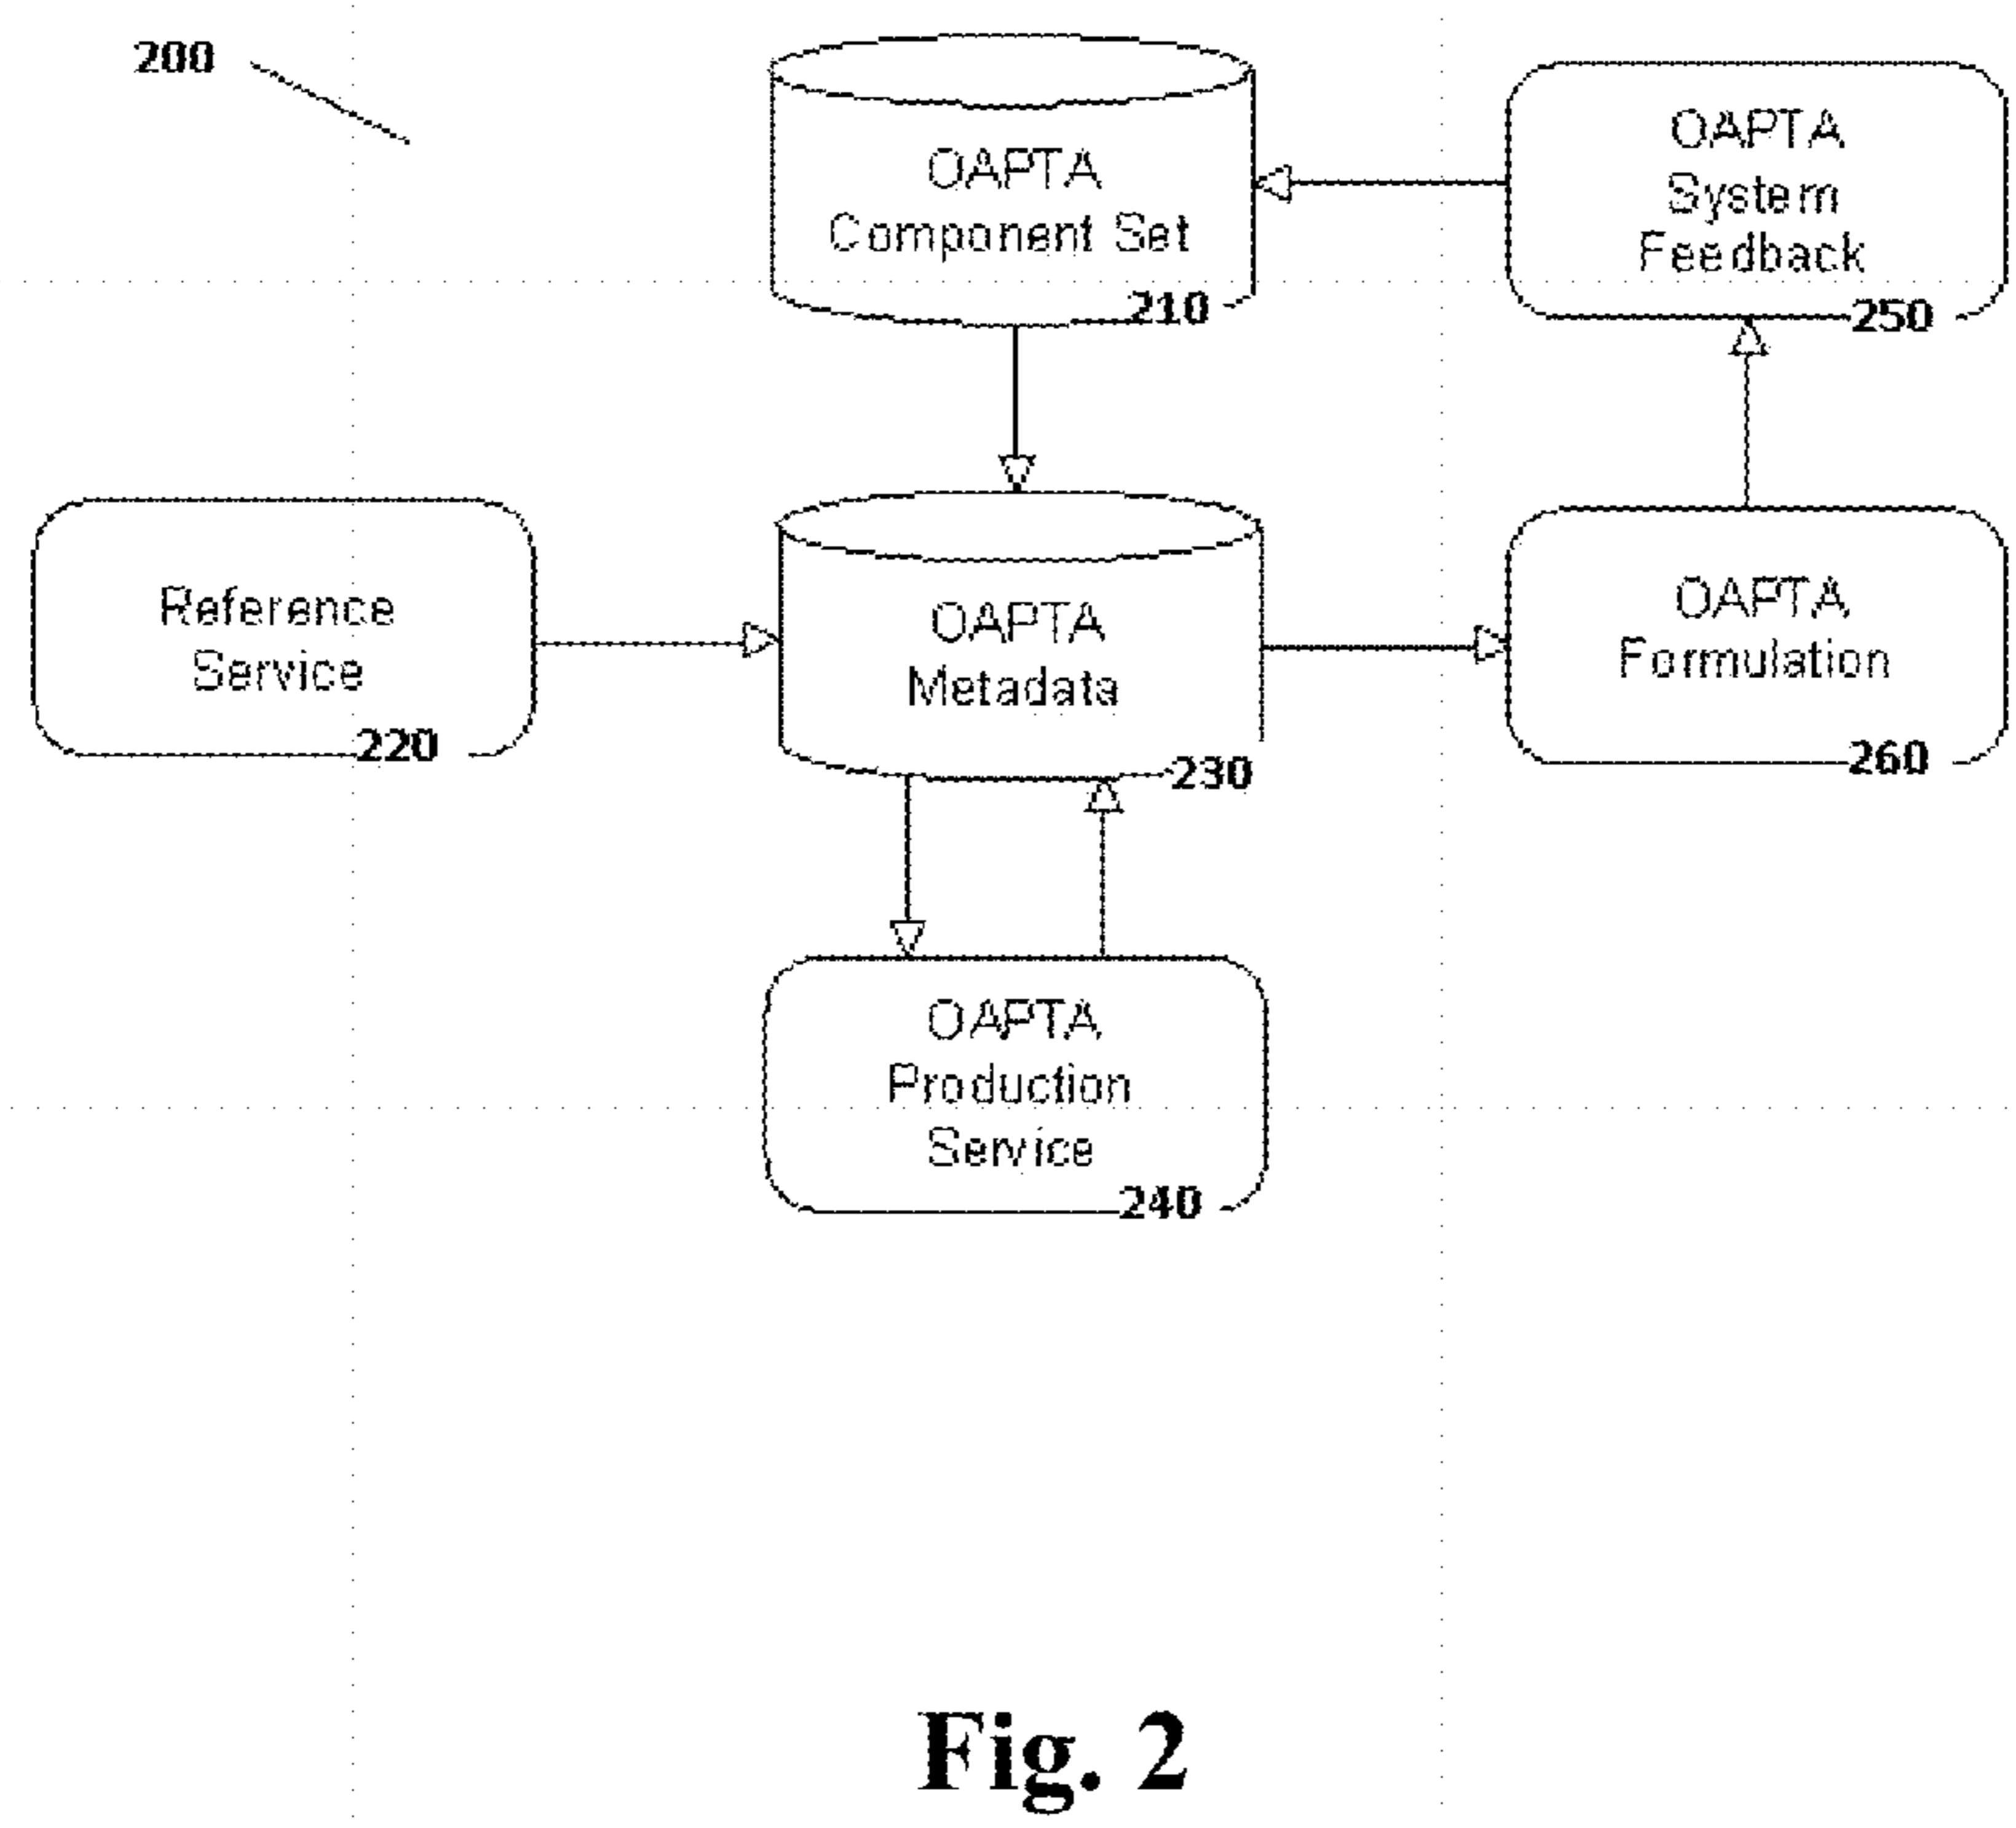 200
OAPTA
Component Set
210
OAPTA
System
Feedback
250
Reference
Service
220
OAPTA
Metadata
230
OAPTA
Formulation
260
OAPTA
Production
Service
240
Fig. 2